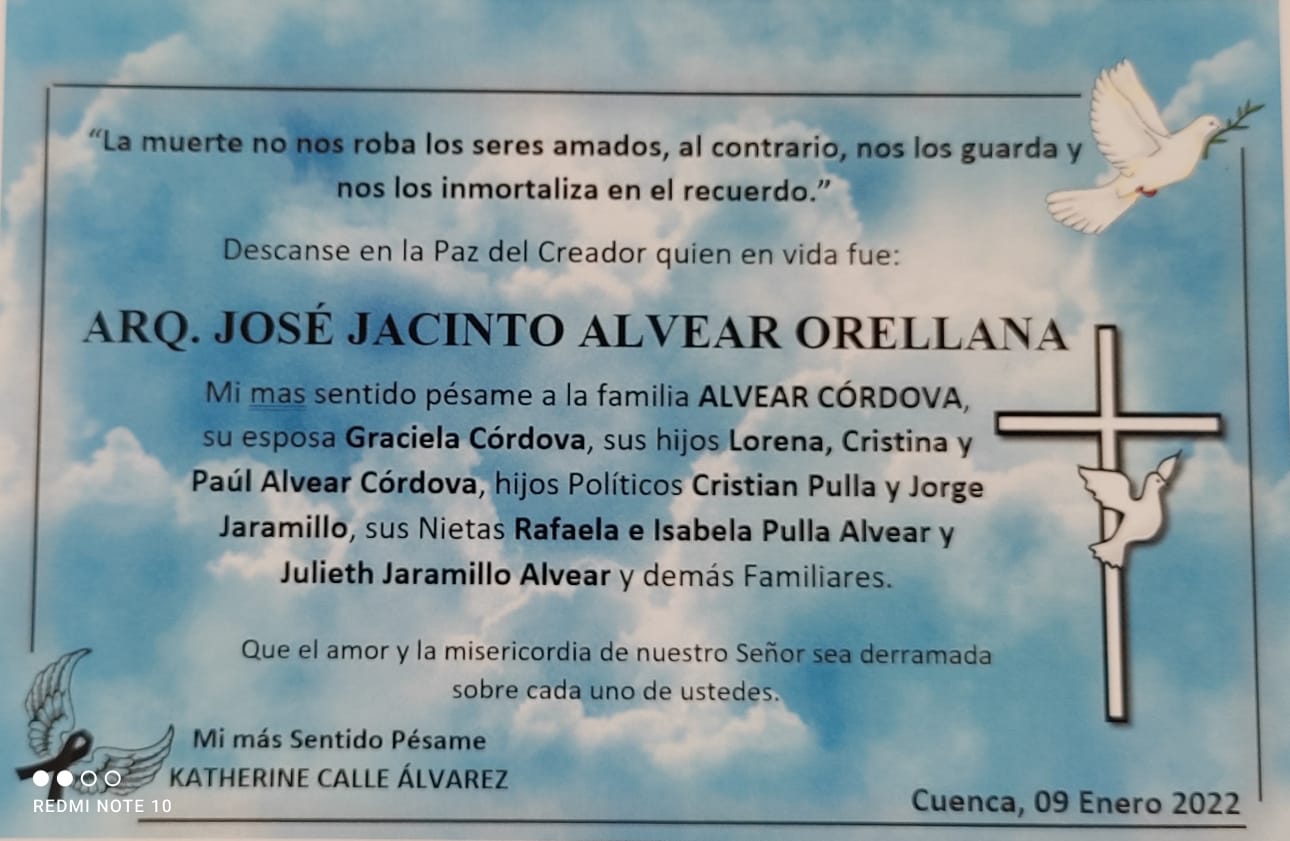 “La muerte no nos roba los seres amados, al contrario, nos los guarda y
nos los inmortaliza en el recuerdo.”
Descanse en la Paz del Creador quien en vida fue:
ARQ. JOSÉ JACINTO ALVEAR ORELLANA
Mi mas sentido pésame a la familia ALVEAR CÓRDOVA,
su esposa Graciela Córdova, sus hijos Lorena, Cristina y
Paúl Alvear Córdova, hijos Políticos Cristian Pulla y Jorge
Jaramillo, sus Nietas Rafaela e Isabela Pulla Alvear y
Julieth Jaramillo Alvear y demás Familiares.
Que el amor y la misericordia de nuestro Señor sea derramada
sobre cada uno de ustedes.
Mi más Sentido Pésame
KATHERINE CALLE ÁLVAREZ
Cuenca, 09 Enero 2022
REDMI NOTE 10